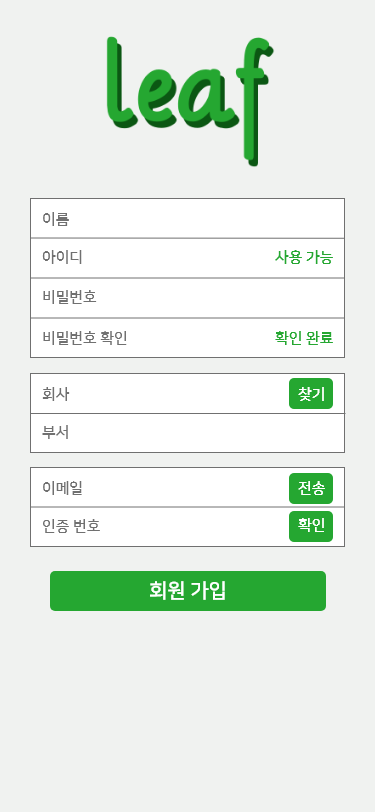 leaf
이름
아이디 사용 가능
비밀번호
비밀번호 확인 확인 완료
회사 찾기
부서
이메일 전송
인증 번호 확인
회원 가입